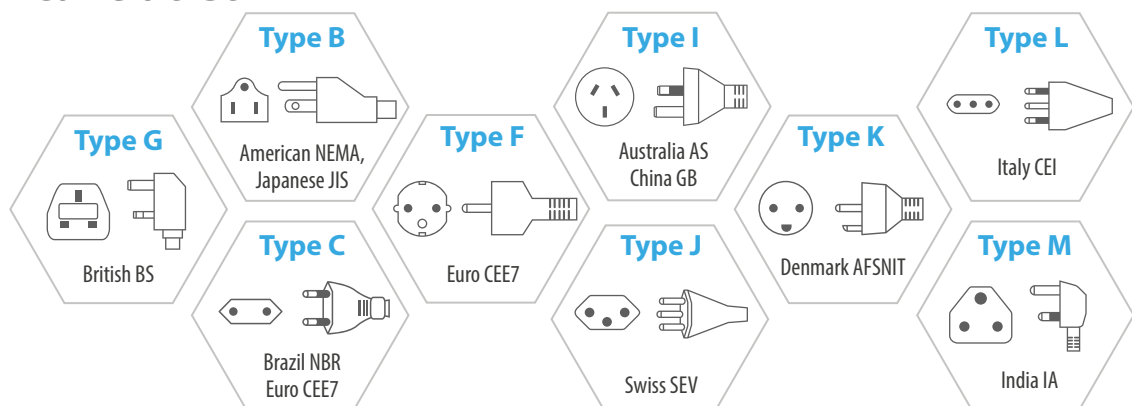 Type B
American NEMA,
Japanese JIS
Type I
Australia AS
China GB
Type L
Italy CEI
Type G
British BS
Type F
Euro CEE7
Type K
Denmark AFSNIT
Type C
Brazil NBR
Euro CEE7
Type J
Swiss SEV
Type M
India IA